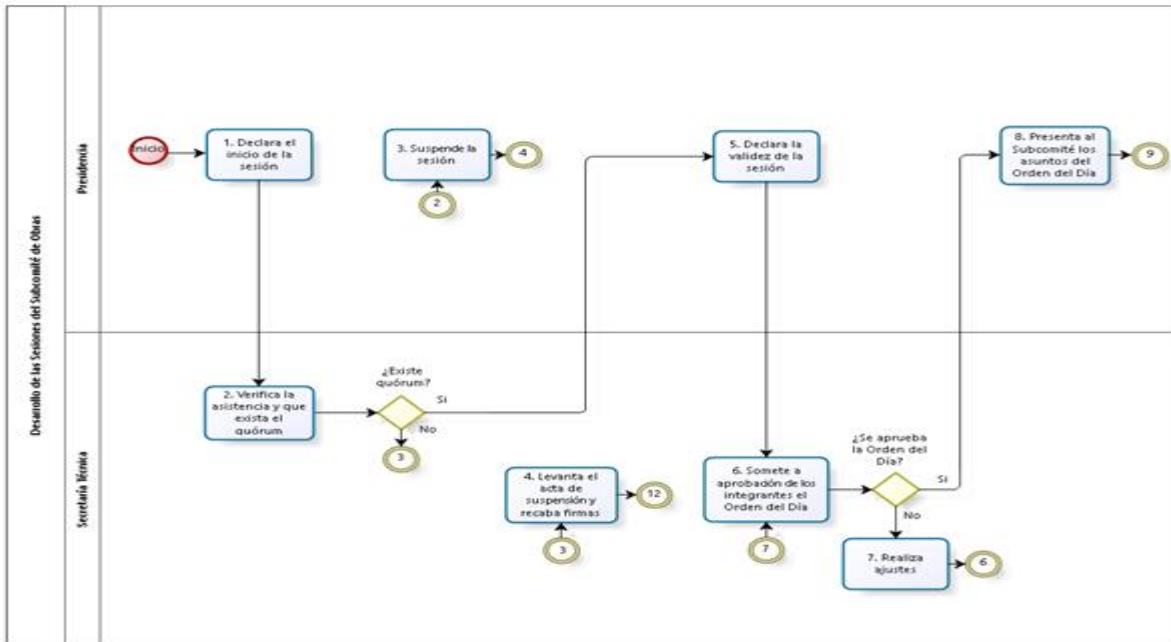 Desarrollo de las Sesiones del Subcomité de Obras
Presidencia
Inicio
1. Declara el
inicio de la
sesión
3. Suspende la
sesión
4
2
5. Declara la
validez de la
sesión
8. Presenta al
Subcomité los
asuntos del
Orden del Día
9
Secretaría Técnica
2. Verifica la
asistencia y que
exista el
quórum
¿Existe
quórum?
Si
No
3
4. Levanta el
acta de
suspensión y
recaba firmas
12
3
6. Somete a
aprobación de los
integrantes el
Orden del Día
7
¿Se aprueba
la Orden del
Día?
Si
No
7. Realiza
ajustes
6